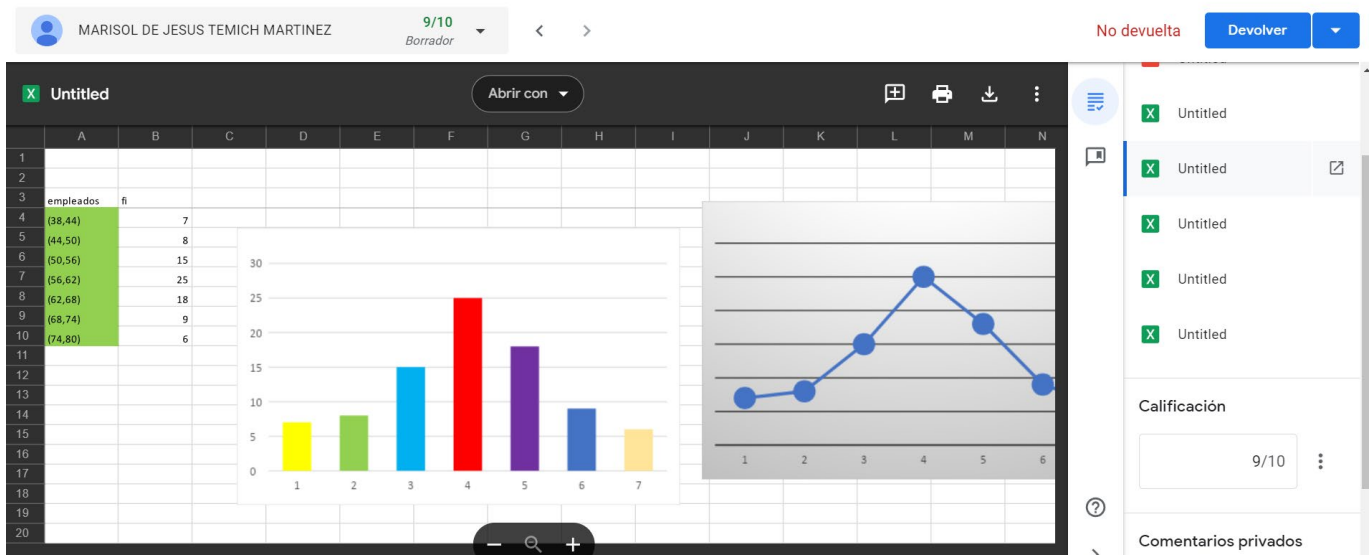 MARISOL DE JESUS TEMICH MARTINEZ
9/10
Borrador
No devuelta
Devolver
X Untitled
Abrir con
A B C D E F G H I J K L M N
1
2
3 empleados fi
4 (38,44) 7
5 (44,50) 8
6 (50,56) 15
7 (56,62) 25
8 (62,68) 18
9 (68,74) 9
10 (74,80) 6
11
12
13
14
15
16
17
18
19
20
30
25
20
15
10
5
0
1 2 3 4 5 6 7
1 2 3 4 5 6
X Untitled
X Untitled
X Untitled
X Untitled
X Untitled
Calificación
9/10
Comentarios privados